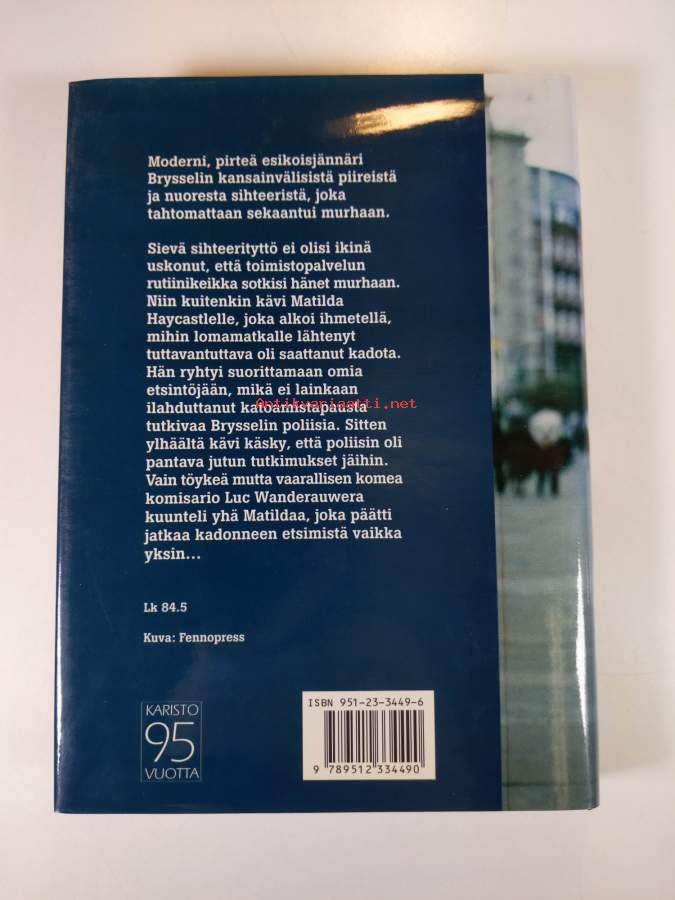 Moderni, pirteä esikoisjännäri
Brysselin kansainvälisistä piireistä
ja nuoresta sihteeristä, joka
tahtomattaan sekaantui murhaan.
Sievä sihteerityttö ei olisi ikinä
uskonut, että toimistopalvelun
rutiinikeikka sotkisi hänet murhaan.
Niin kuitenkin kävi Matilda
Haycastlelle, joka alkoi ihmetellä,
mihin lomamatkalle lähtenyt
tuttavantuttava oli saattanut kadota.
Hän ryhtyi suorittamaan omia
etsintöjään, mikä ei lainkaan
Antikvariaatti.net
ilahduttanut katoamistapausta
tutkivaa Brysselin poliisia. Sitten
ylhäältä kävi käsky, että poliisin oli
pantava jutun tutkimukset jäihin.
Vain töykeä mutta vaarallisen komea
komisario Luc Wanderauwera
kuunteli yhä Matildaa, joka päätti
jatkaa kadonneen etsimistä vaikka
yksin...
Lk 84.5
Kuva: Fennopress
KARISTO
95
VUOTTA
ISBN 951-23-3449-6
9 789512 334490